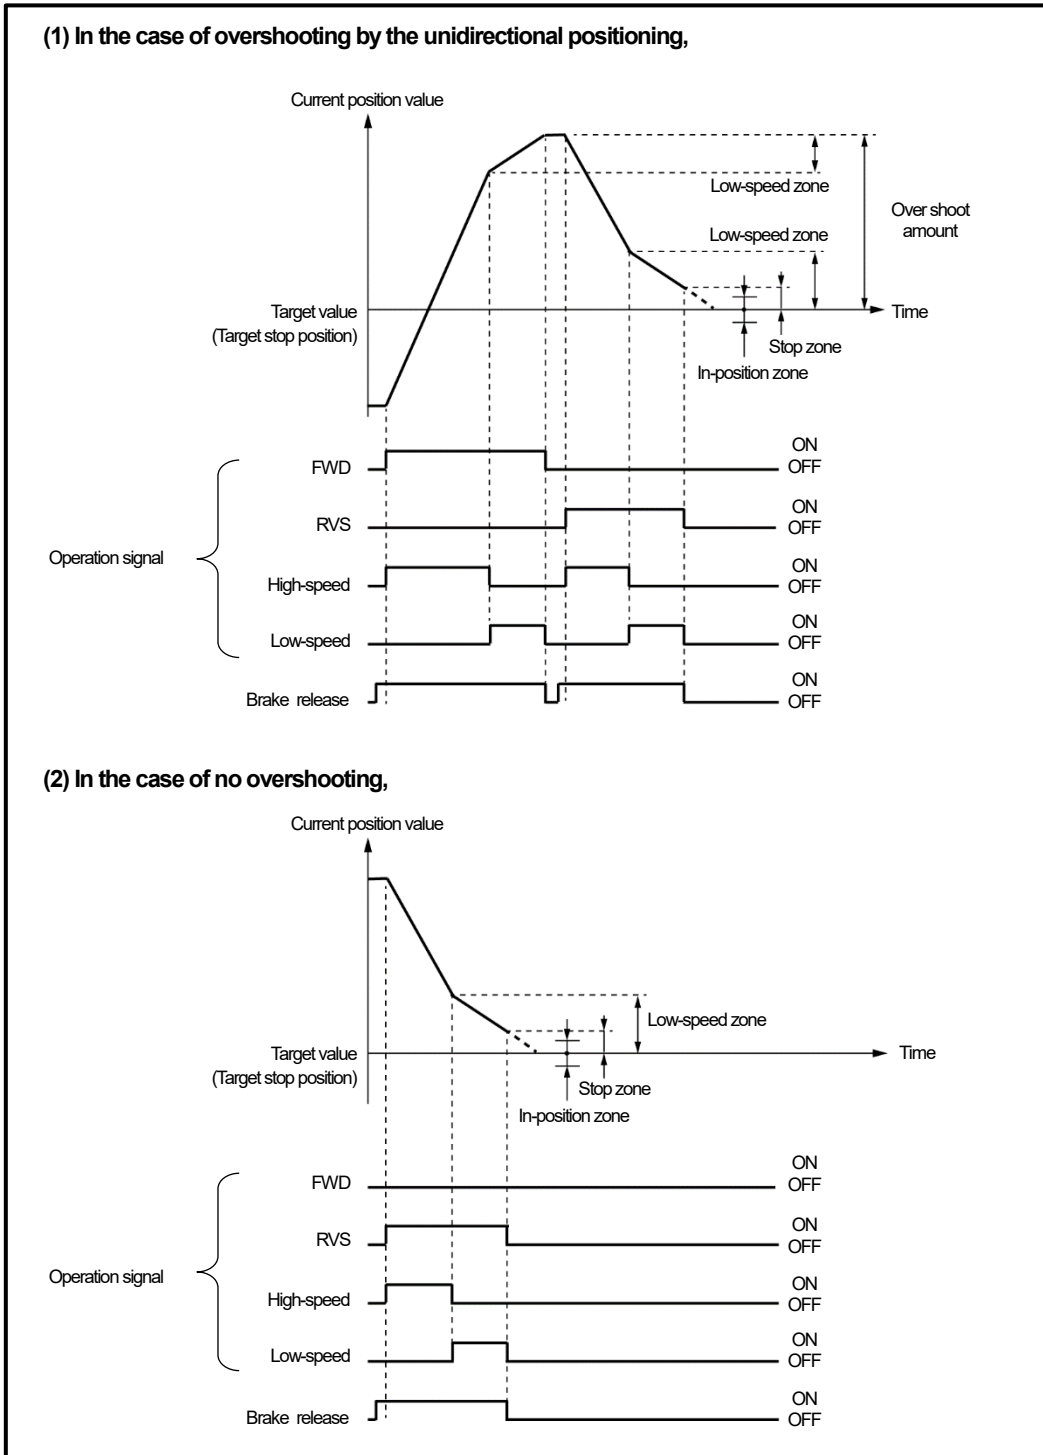 (1) In the case of overshooting by the unidirectional positioning,
Current position value
Low-speed zone
Over shoot
amount
Low-speed zone
Target value
(Target stop position)
Time
Stop zone
In-position zone
Operation signal
FWD
ON
OFF
RVS
ON
OFF
High-speed
ON
OFF
Low-speed
ON
OFF
Brake release
ON
OFF
(2) In the case of no overshooting,
Current position value
Low-speed zone
Target value
(Target stop position)
Time
Stop zone
In-position zone
Operation signal
FWD
ON
OFF
RVS
ON
OFF
High-speed
ON
OFF
Low-speed
ON
OFF
Brake release
ON
OFF